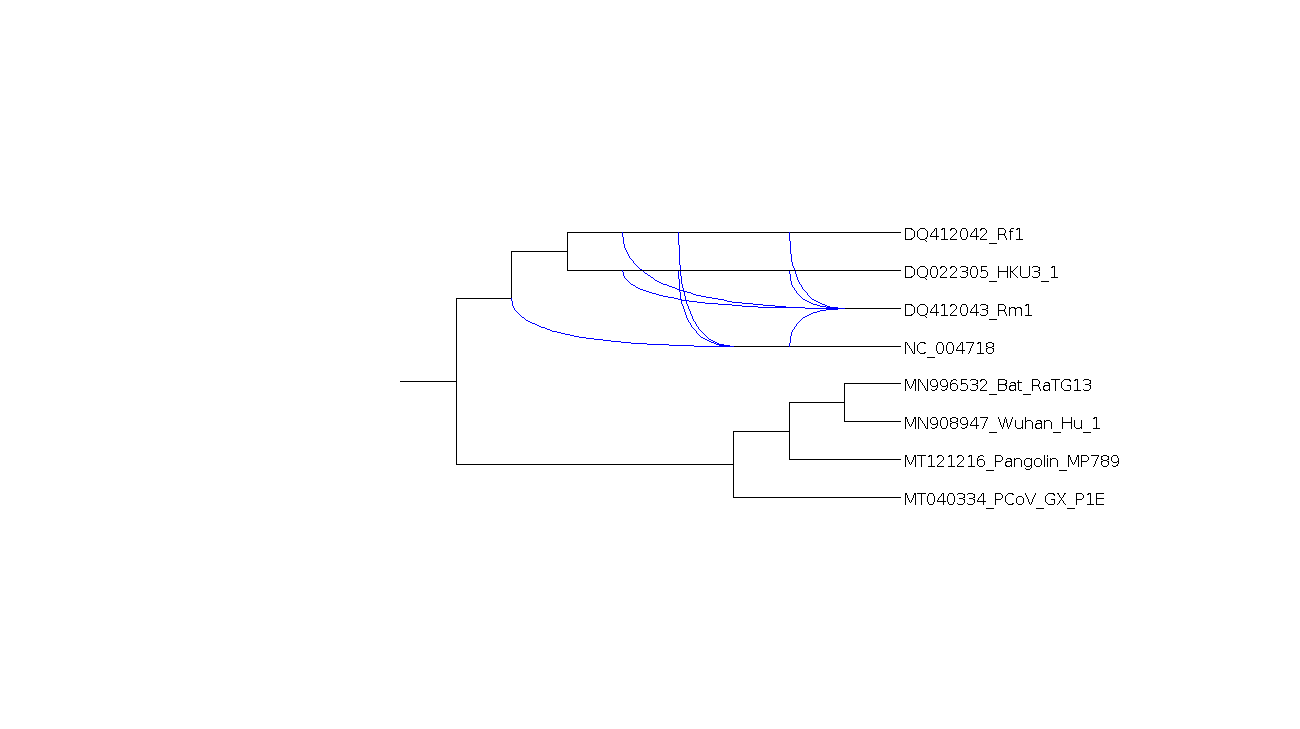 DQ412042_Rf1
DQ022305_HKU3_1
DQ412043_Rm1
NC_004718
MN996532_Bat_RaTG13
MN908947_Wuhan_Hu_1
MT121216_Pangolin_MP789
MT040334_PCoV_GX_P1E